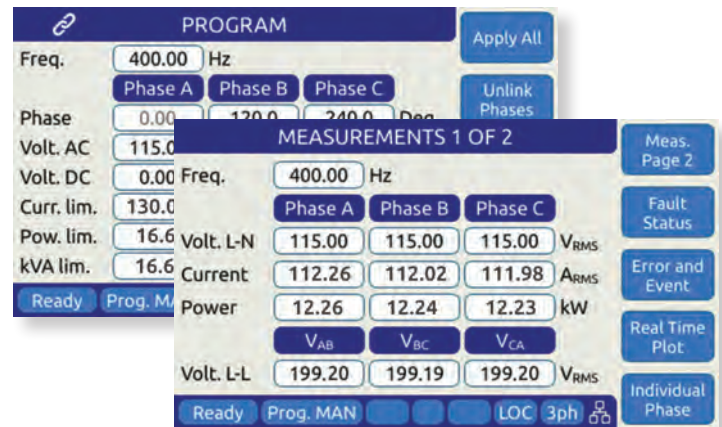 PROGRAM
Apply All
Freq. 400.00 Hz
Phase A Phase B Phase C
Unlink
Phases
Phase 0.00 120.0 240.0 Deg
Volt. AC 115.0
Volt. DC 0.00
Curr. lim. 130.0
Pow. lim. 16.6
kVA lim. 16.6
Ready Prog. MA
MEASUREMENTS 1 OF 2
Meas.
Page 2
Freq. 400.00 Hz
Phase A Phase B Phase C
Fault
Status
Volt. L-N 115.00 115.00 115.00 VRMS
Current 112.26 112.02 111.98 ARMS
Error and
Event
Power 12.26 12.24 12.23 kW
Real Time
Plot
VAB VBC VCA
Volt. L-L 199.20 199.19 199.20 VRMS
Individual
Phase
Ready Prog. MAN LOC 3ph